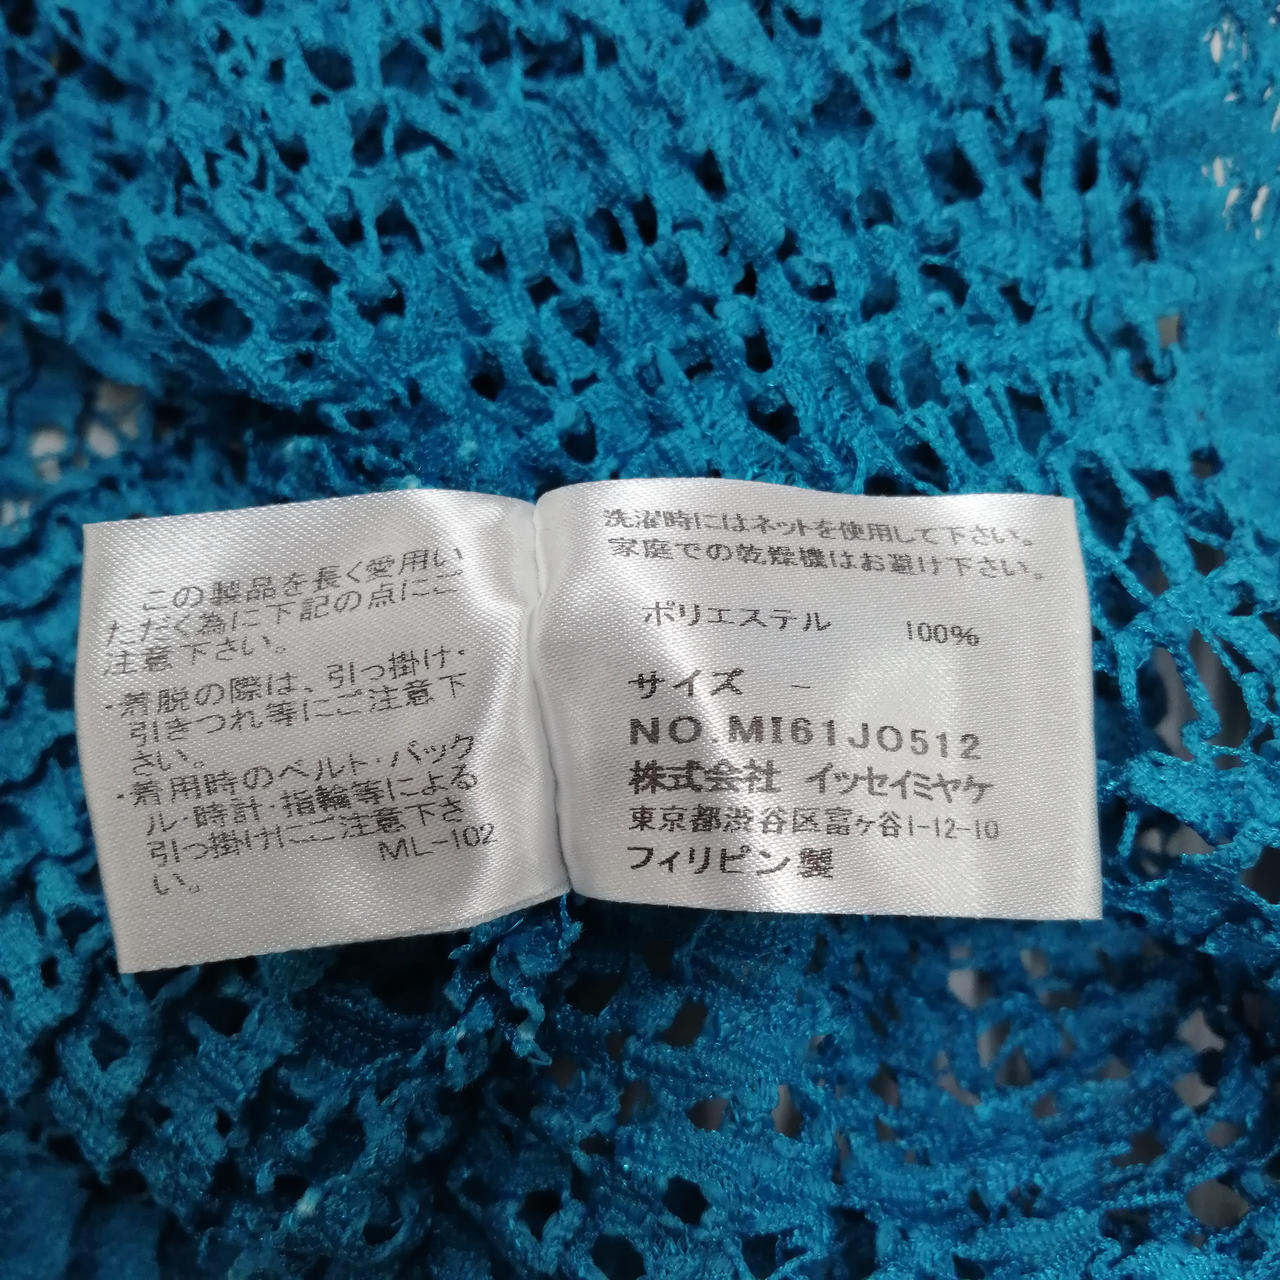 この製品を長く愛用い
ただく為に下記の点にご
注意下さい。
・着脱の際は、引っ掛け・
引きつれ等にご注意下
さい。
・着用時のベルト・バック
ル・時計・指輪等による
引っ掛けにご注意下さ
い。
ML-102
洗濯時にはネットを使用して下さい。
家庭での乾燥機はお避け下さい。
ポリエステル 100%
サイズ －
NO.MI61JO512
株式会社 イッセイミヤケ
東京都渋谷区富ヶ谷1-12-10
フィリピン製